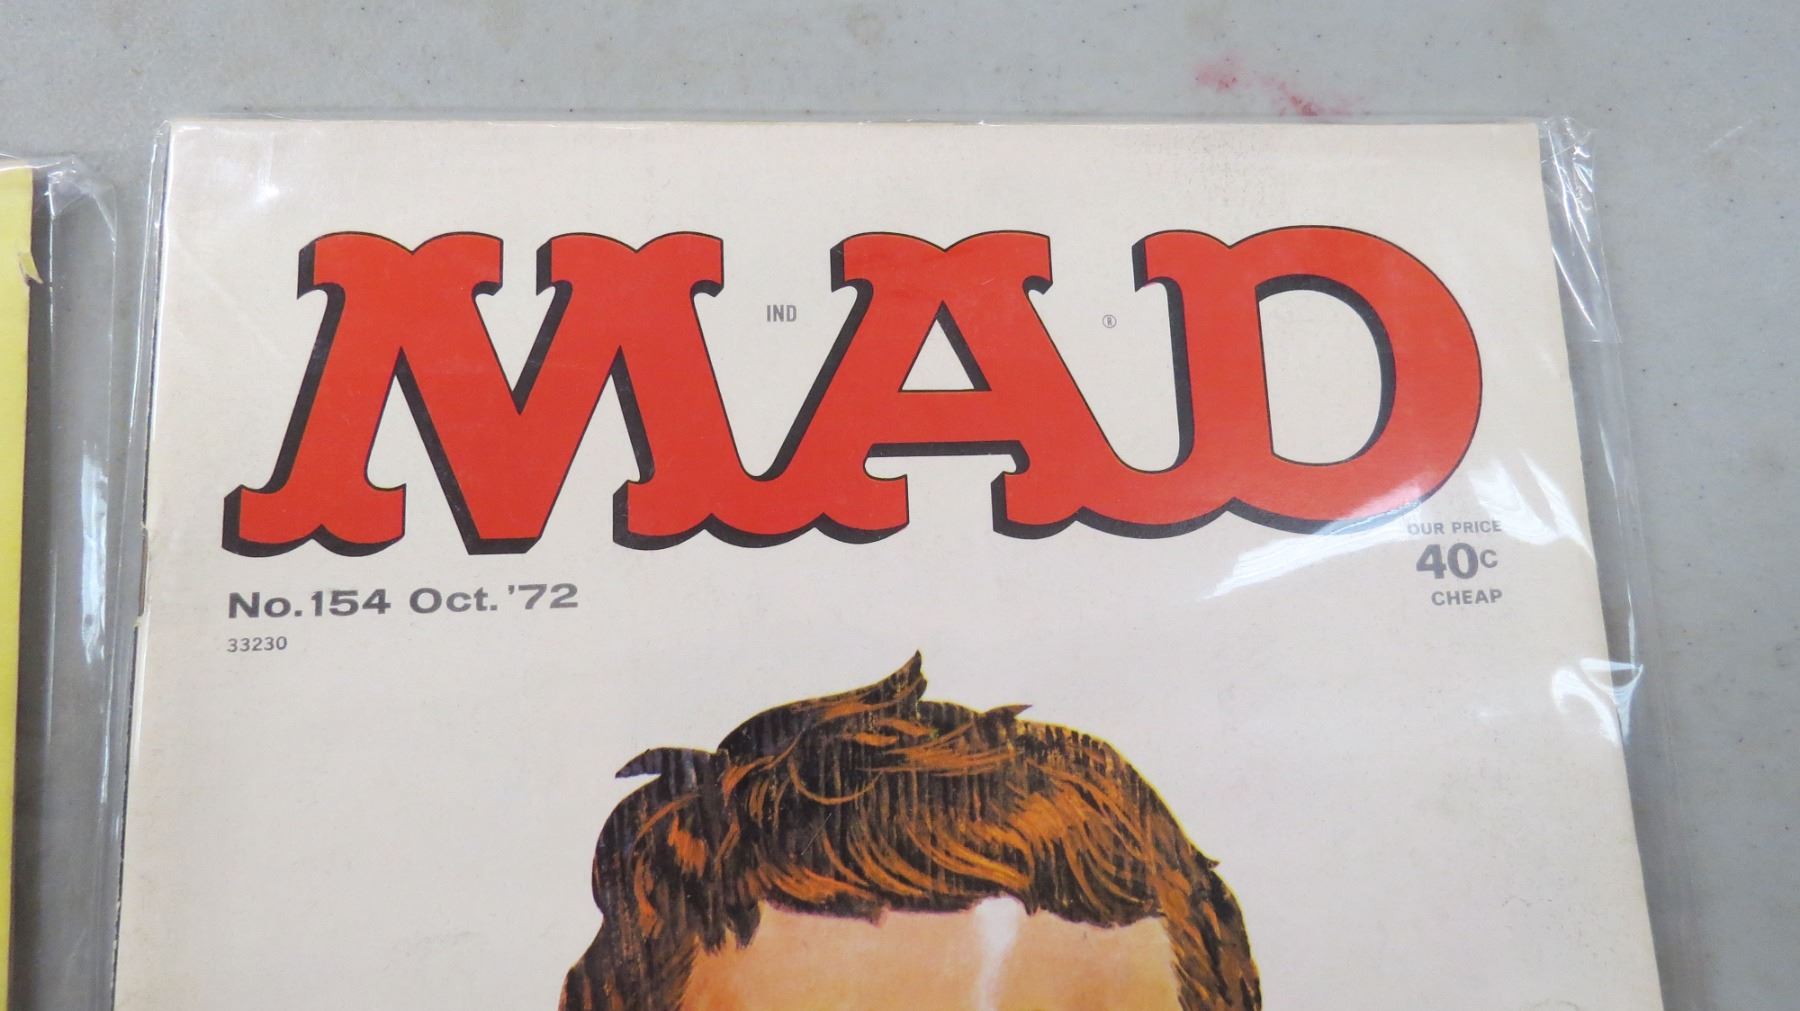 MAD
IND
®
No. 154 Oct. '72
33230
OUR PRICE
40c
CHEAP